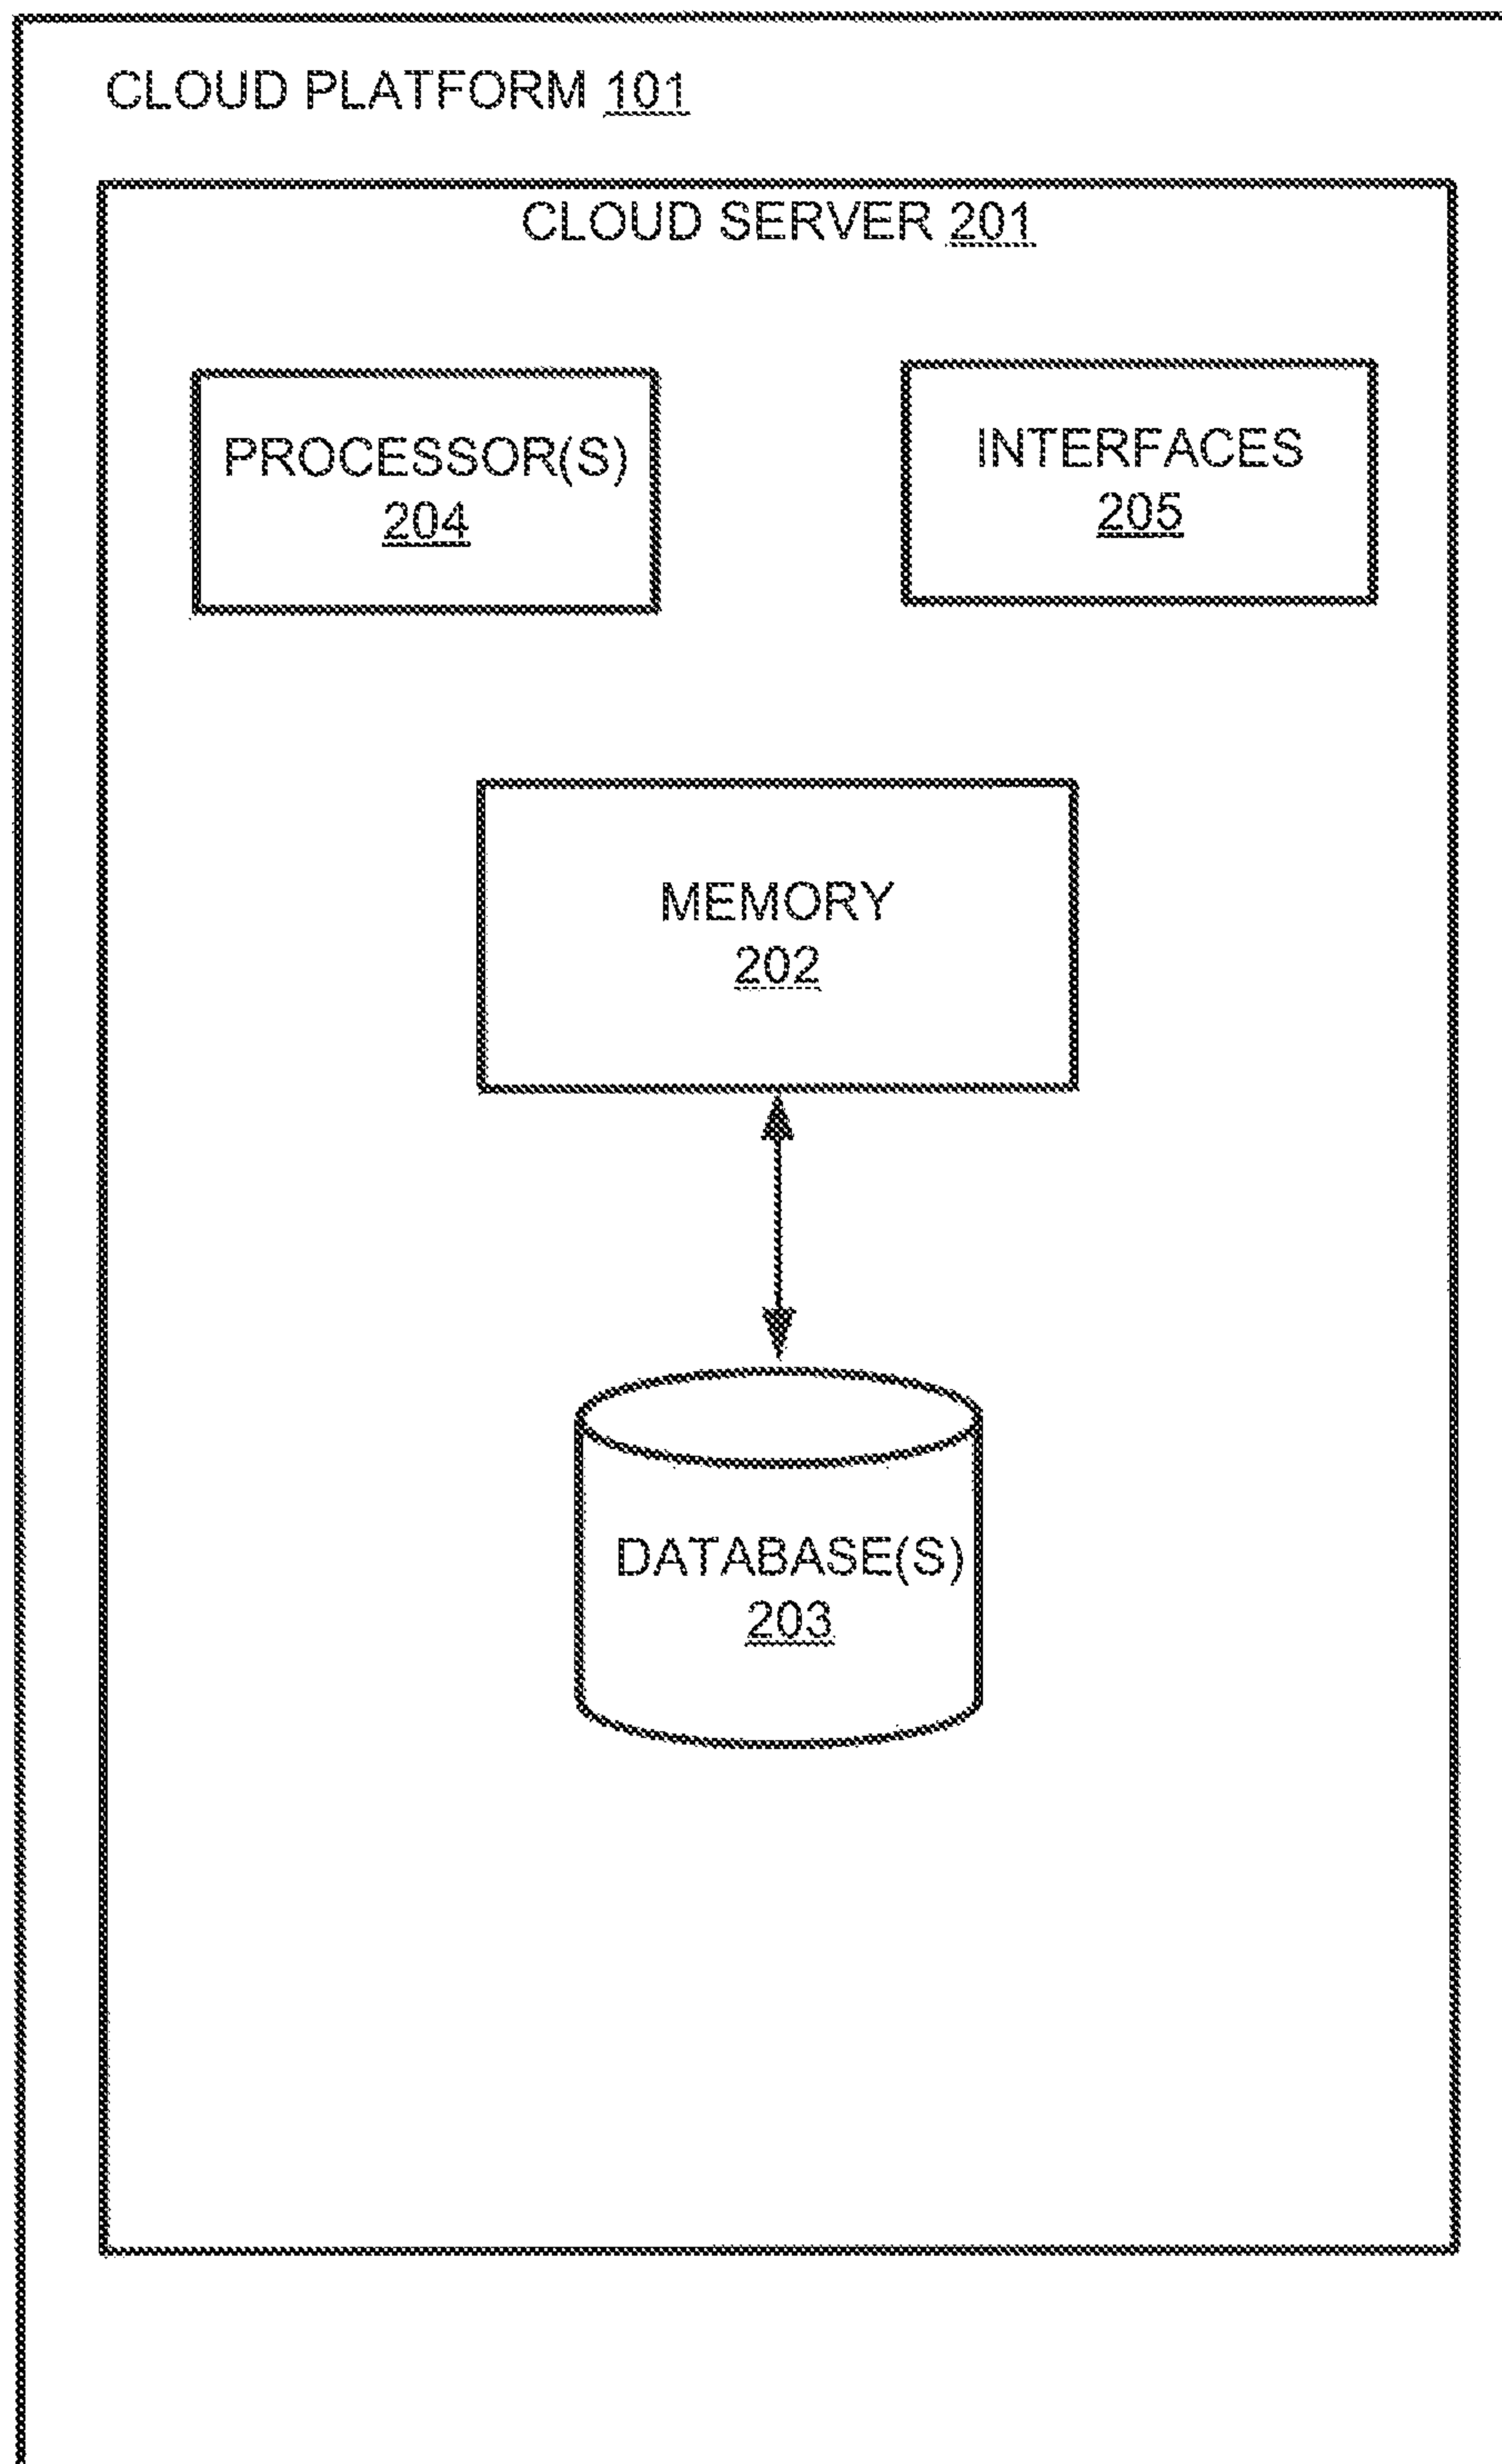 CLOUD PLATFORM 101
CLOUD SERVER 201
PROCESSOR(S)
204
INTERFACES
205
MEMORY
202
DATABASE(S)
203